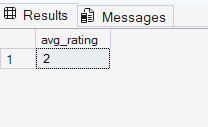 Results Messages
avg_rating
1 2